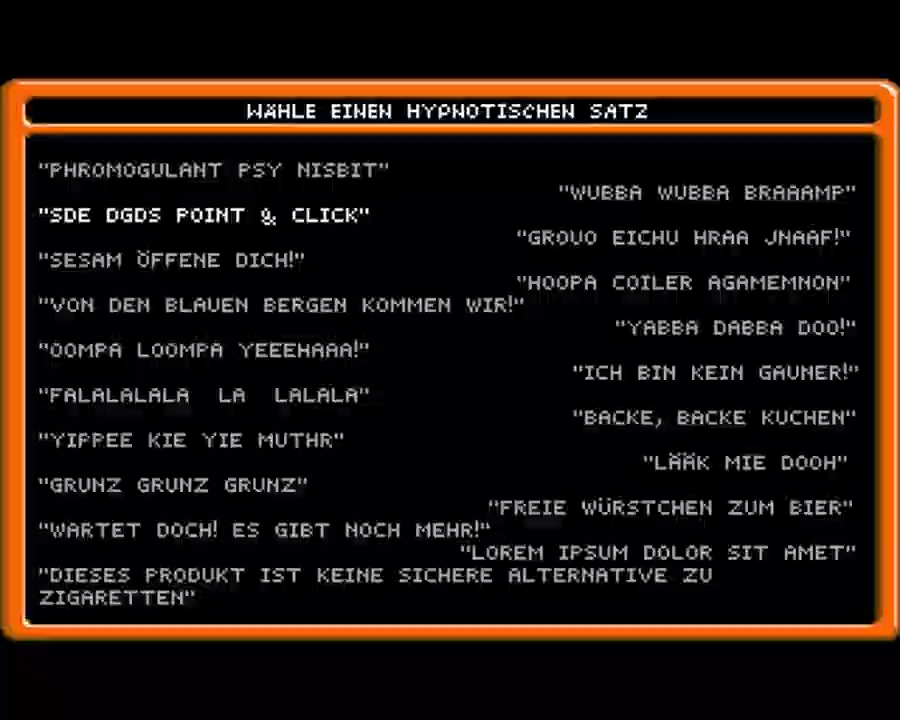 WÄHLE EINEN HYPNOTISCHEN SATZ
"PHROMOGULANT PSY NISBIT"
"WUBBA WUBBA BRAAAMP"
"SDE DGDS POINT & CLICK"
"GROUO EICHU HRAA JNAAF!"
"SESAM ÖFFENE DICH!"
"HOOPA COILER AGAMEMNON"
"VON DEN BLAUEN BERGEN KOMMEN WIR!"
"YABBA DABBA DOO!"
"OOMPA LOOMPA YEEEHAAA!"
"ICH BIN KEIN GAUNER!"
"FALALALALA LA LALALA"
"BACKE, BACKE KUCHEN"
"YIPPEE KIE YIE MUTHR"
"LÄÄK MIE DOOH"
"GRUNZ GRUNZ GRUNZ"
"FREIE WÜRSTCHEN ZUM BIER"
"WARTET DOCH! ES GIBT NOCH MEHR!"
"LOREM IPSUM DOLOR SIT AMET"
"DIESES PRODUKT IST KEINE SICHERE ALTERNATIVE ZU
ZIGARETTEN"